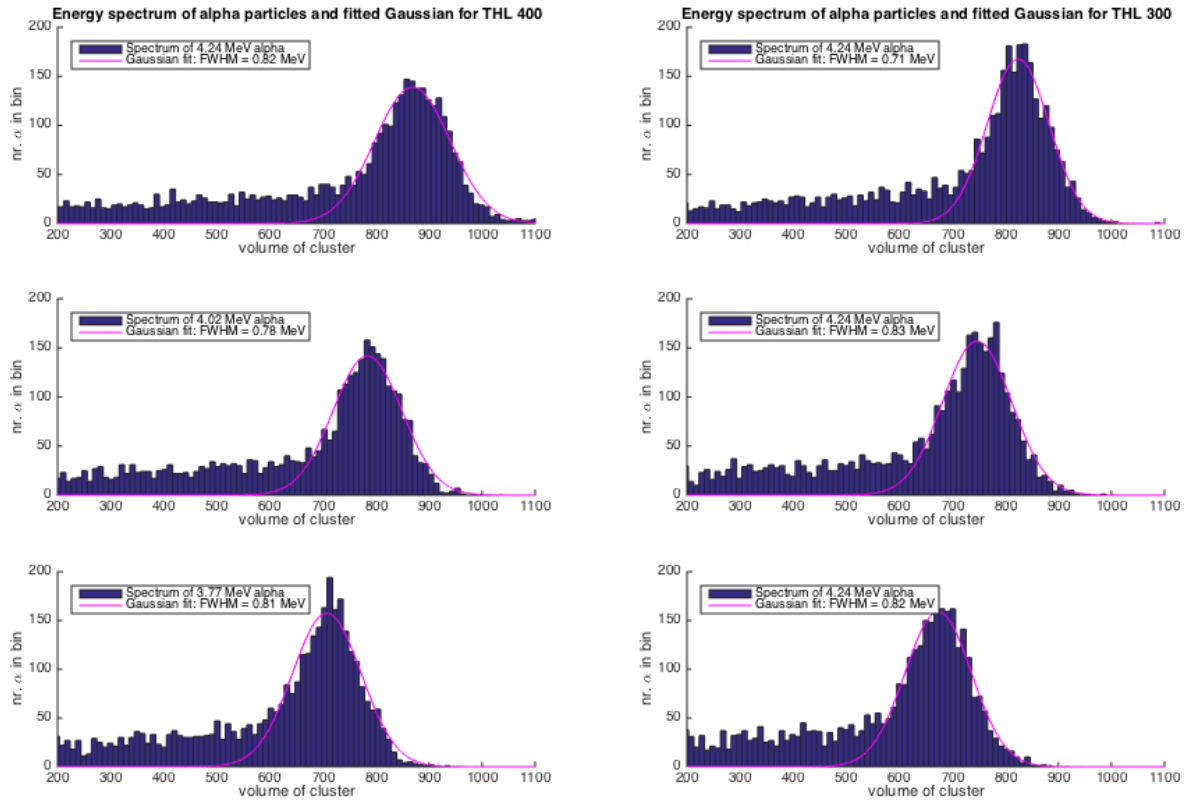 Energy spectrum of alpha particles and fitted Gaussian for THL 400
200
150
100
50
0
nr. α in bin
Spectrum of 4.24 MeV alpha
Gaussian fit: FWHM = 0.82 MeV
200 300 400 500 600 700 800 900 1000 1100
volume of cluster
Energy spectrum of alpha particles and fitted Gaussian for THL 300
200
150
100
50
0
nr. α in bin
Spectrum of 4.24 MeV alpha
Gaussian fit: FWHM = 0.71 MeV
200 300 400 500 600 700 800 900 1000 1100
volume of cluster
200
150
100
50
0
nr. α in bin
Spectrum of 4.02 MeV alpha
Gaussian fit: FWHM = 0.78 MeV
200 300 400 500 600 700 800 900 1000 1100
volume of cluster
200
150
100
50
0
nr. α in bin
Spectrum of 4.24 MeV alpha
Gaussian fit: FWHM = 0.83 MeV
200 300 400 500 600 700 800 900 1000 1100
volume of cluster
200
150
100
50
0
nr. α in bin
Spectrum of 3.77 MeV alpha
Gaussian fit: FWHM = 0.81 MeV
200 300 400 500 600 700 800 900 1000 1100
volume of cluster
200
150
100
50
0
nr. α in bin
Spectrum of 4.24 MeV alpha
Gaussian fit: FWHM = 0.82 MeV
200 300 400 500 600 700 800 900 1000 1100
volume of cluster